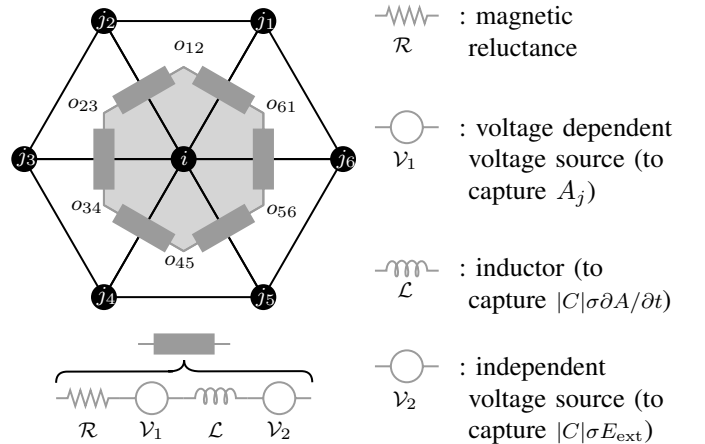 j₂
j₁
o₁₂
o₂₃
o₆₁
j₃
i
j₆
o₃₄
o₅₆
o₄₅
j₄
j₅
ℛ 𝒱₁ ℒ 𝒱₂
ℛ : magnetic
reluctance
: voltage dependent
𝒱₁ voltage source (to
capture Aⱼ)
: inductor (to
ℒ capture |C|σ∂A/∂t)
: independent
𝒱₂ voltage source (to
capture |C|σE_ext)